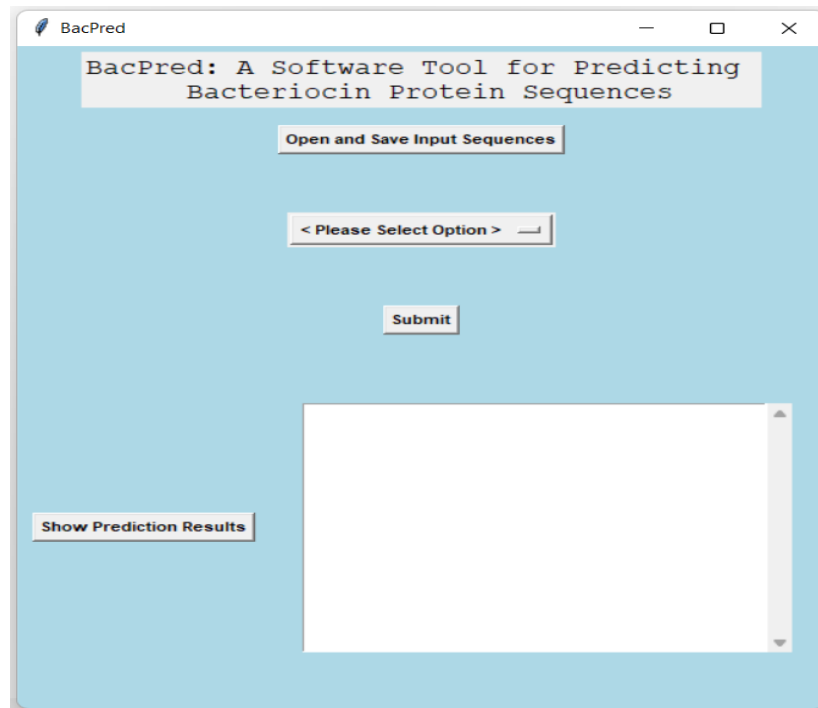 BacPred
BacPred: A Software Tool for Predicting
Bacteriocin Protein Sequences
Open and Save Input Sequences
< Please Select Option >
Submit
Show Prediction Results